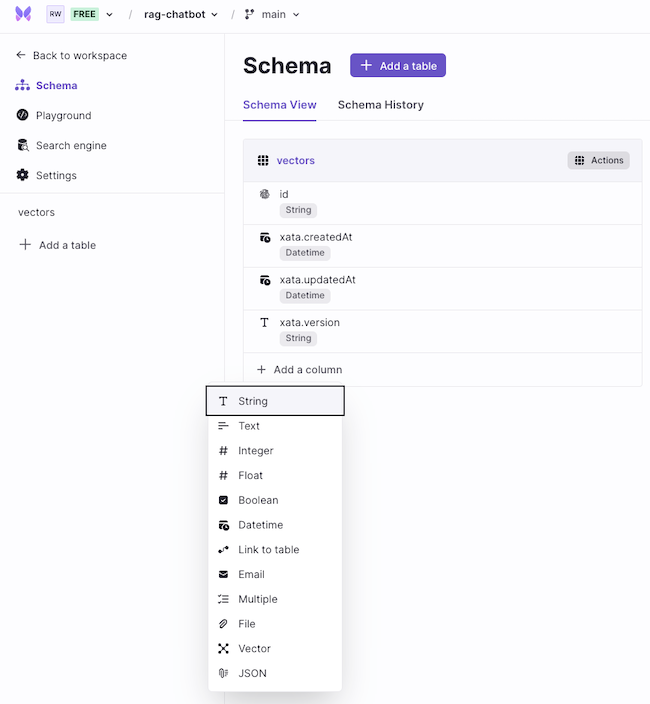 RW FREE / rag-chatbot / main
Back to workspace
Schema
Playground
Search engine
Settings
vectors
Add a table
Schema
Add a table
Schema View Schema History
vectors Actions
id
String
xata.createdAt
Datetime
xata.updatedAt
Datetime
xata.version
String
Add a column
String
Text
Integer
Float
Boolean
Datetime
Link to table
Email
Multiple
File
Vector
JSON